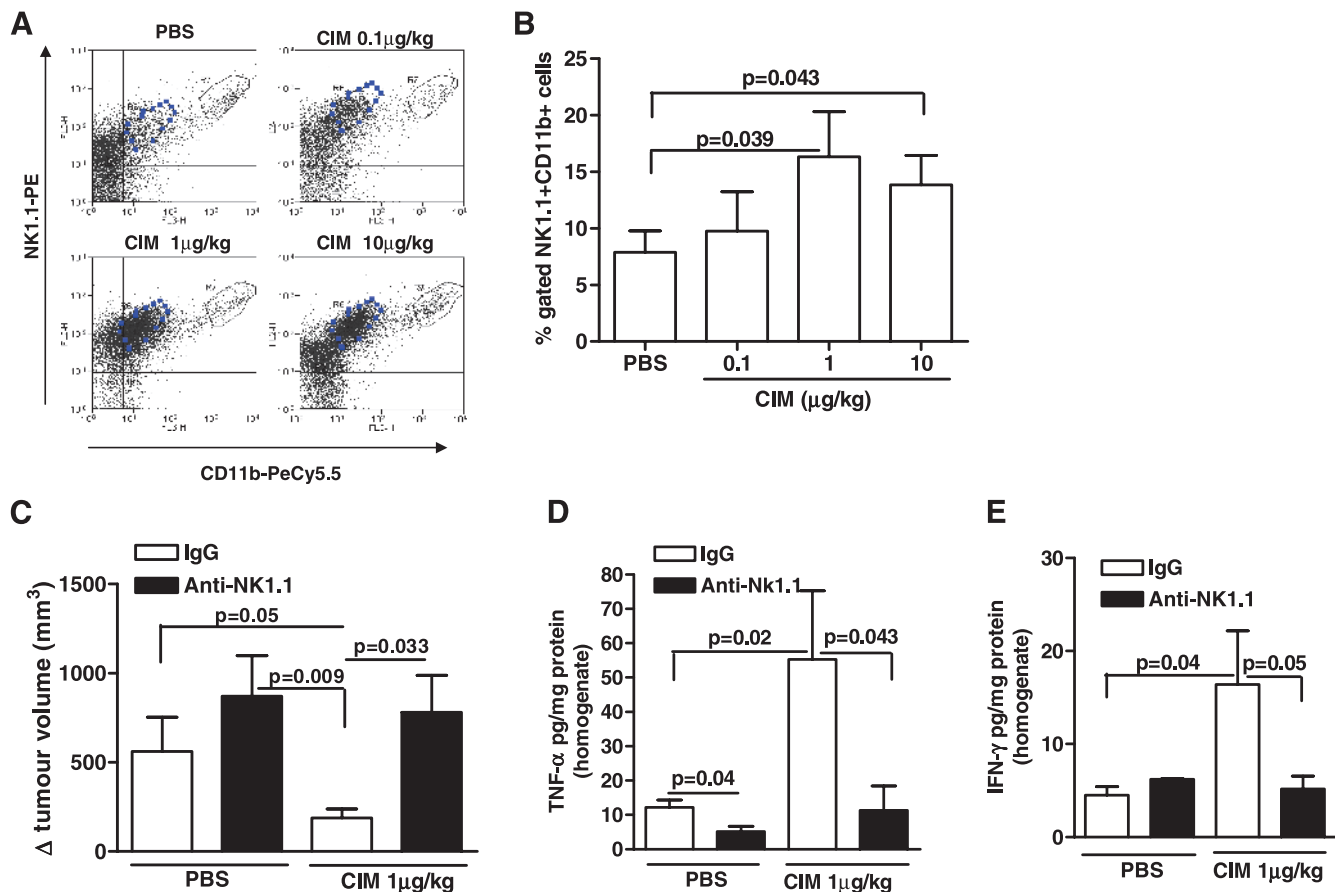 A
PBS
CIM 0.1μg/kg
CIM 1μg/kg
CIM 10μg/kg
NK1.1-PE
CD11b-PeCy5.5
B
% gated NK1.1+CD11b+ cells
25
20
15
10
5
0
p=0.043
p=0.039
PBS
0.1
1
10
CIM (μg/kg)
C
IgG
Anti-NK1.1
Δ tumour volume (mm³)
1500
1000
500
0
p=0.05
p=0.033
p=0.009
PBS
CIM 1μg/kg
D
IgG
Anti-Nk1.1
TNF-α pg/mg protein
(homogenate)
80
70
60
50
40
30
20
10
0
p=0.02
p=0.043
p=0.04
PBS
CIM 1μg/kg
E
IgG
Anti-NK1.1
IFN-γ pg/mg protein
(homogenate)
30
20
10
0
p=0.04
p=0.05
PBS
CIM 1μg/kg